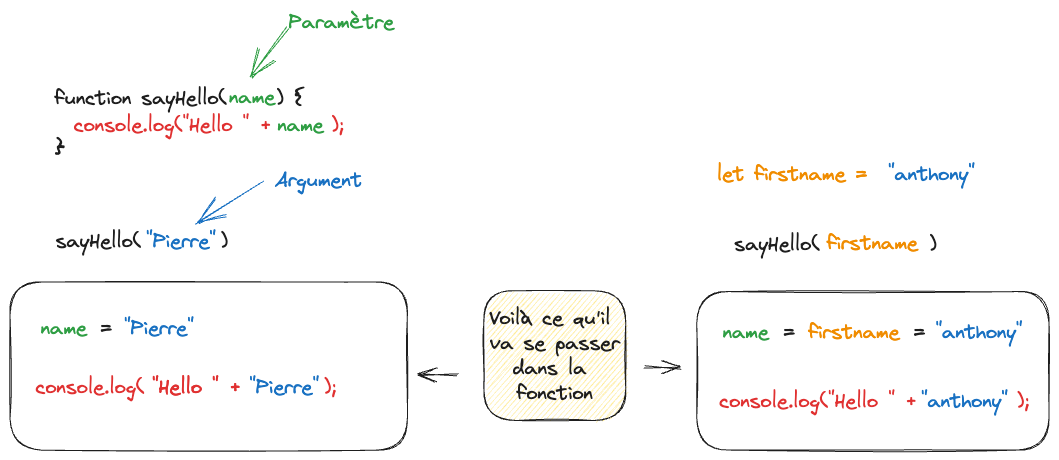 Paramètre
function sayHello(name) {
console.log("Hello " + name );
}
Argument
sayHello("Pierre")
name = "Pierre"
console.log( "Hello " + "Pierre");
Voilà ce qu'il
va se passer
dans la
fonction
let firstname = "anthony"
sayHello( firstname )
name = firstname = "anthony"
console.log("Hello " + "anthony" );